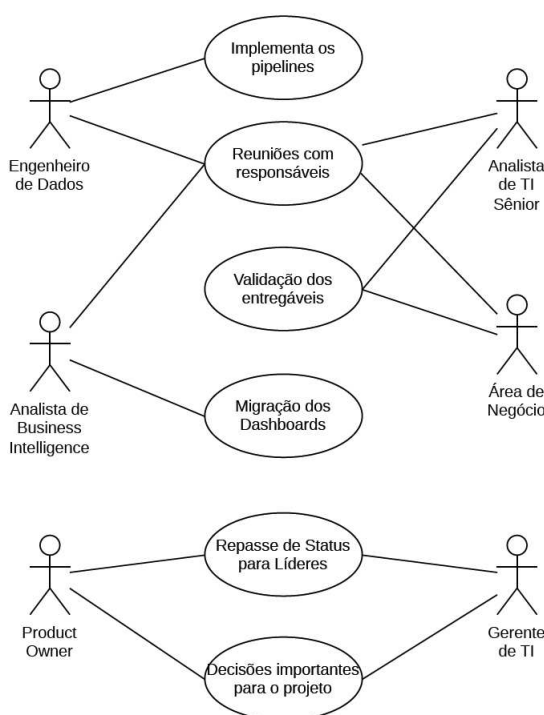 Implementa os
pipelines
Engenheiro
de Dados
Reuniões com
responsáveis
Analista
de TI
Sênior
Validação dos
entregáveis
Analista de
Business
Intelligence
Migração dos
Dashboards
Área de
Negócio
Repasse de Status
para Líderes
Product
Owner
Gerente
de TI
Decisões importantes
para o projeto